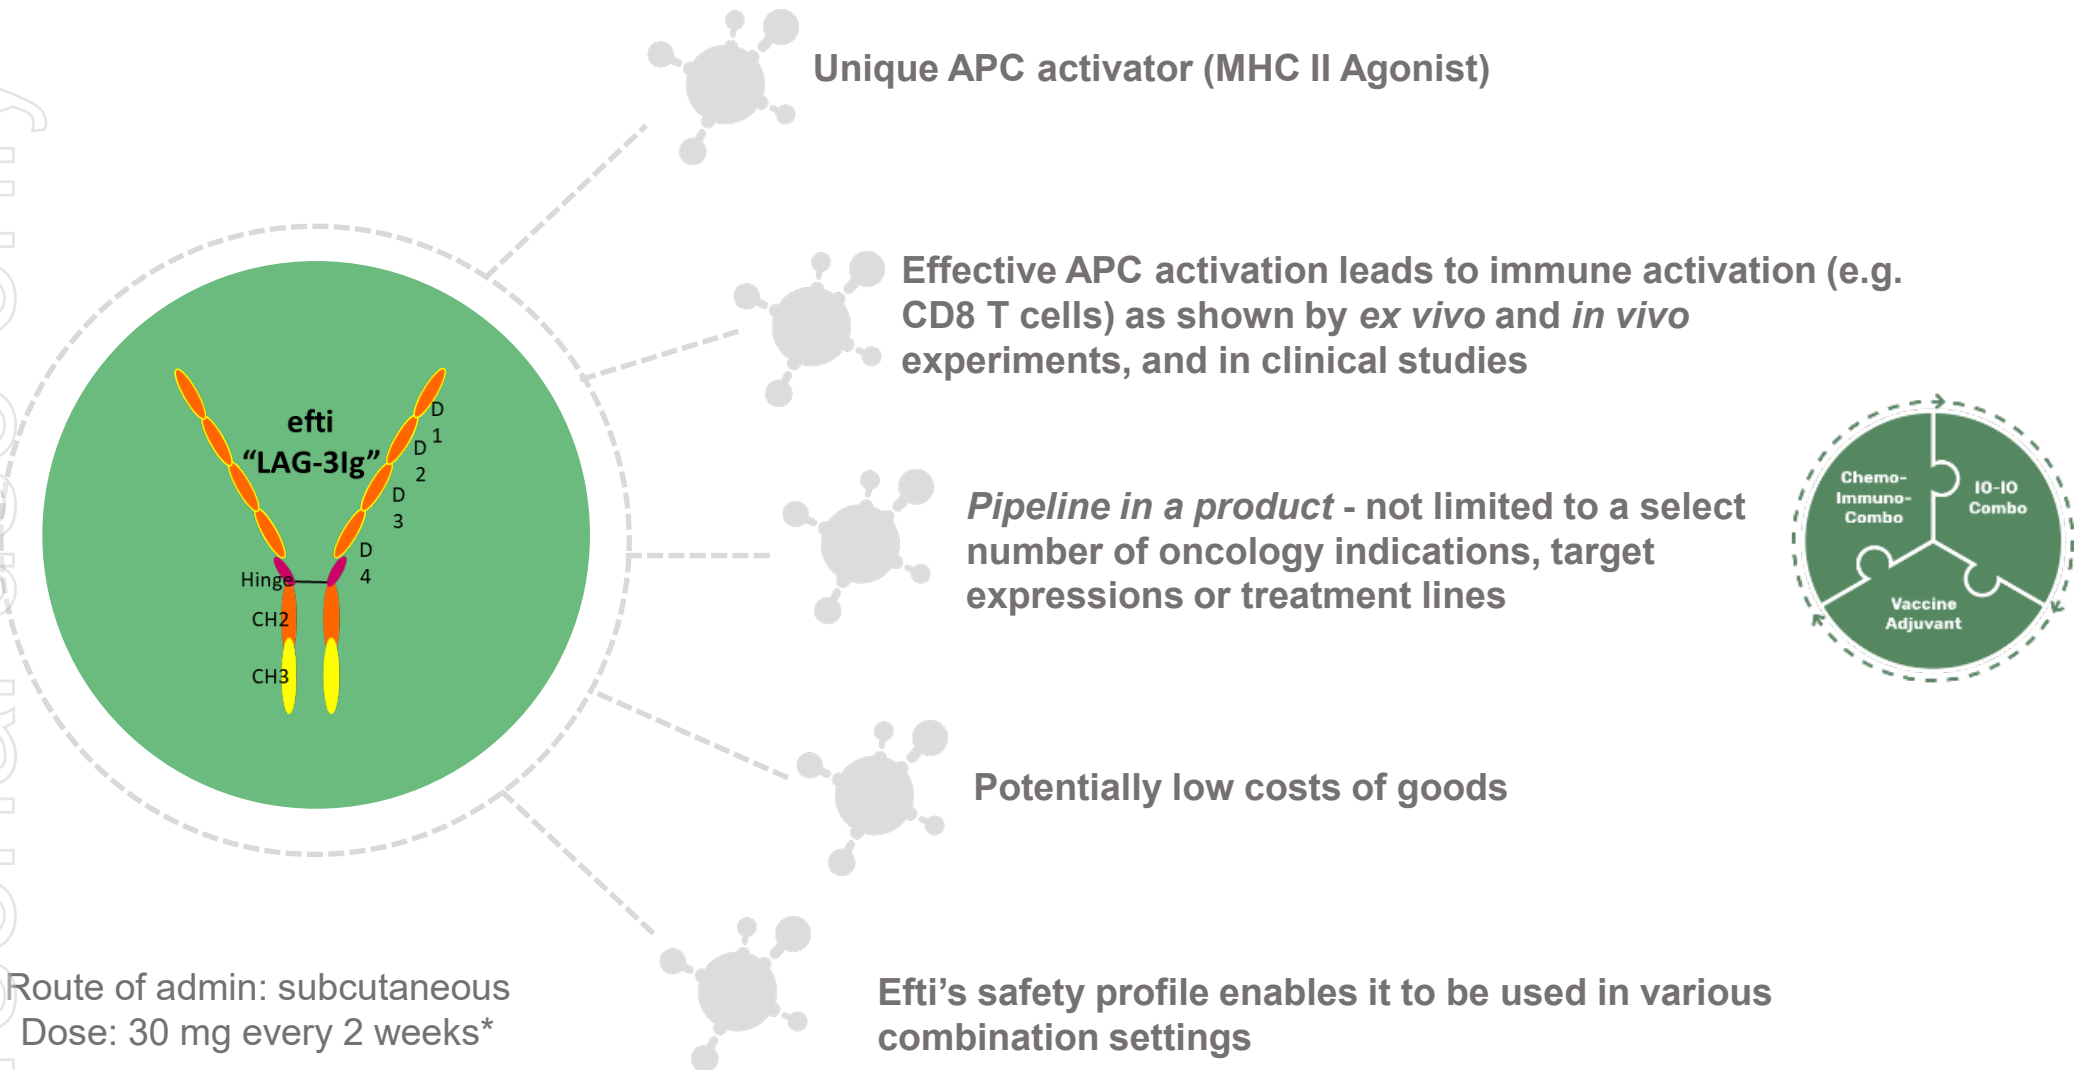 Unique APC activator (MHC II Agonist)
Effective APC activation leads to immune activation (e.g.
CD8 T cells) as shown by ex vivo and in vivo
experiments, and in clinical studies
efti
“LAG-3Ig”
D
1
D
2
D
3
D
4
Hinge
CH2
CH3
Pipeline in a product - not limited to a select
number of oncology indications, target
expressions or treatment lines
Chemo-
Immuno-
Combo
IO-IO
Combo
Vaccine
Adjuvant
Potentially low costs of goods
Efti’s safety profile enables it to be used in various
combination settings
Route of admin: subcutaneous
Dose: 30 mg every 2 weeks*